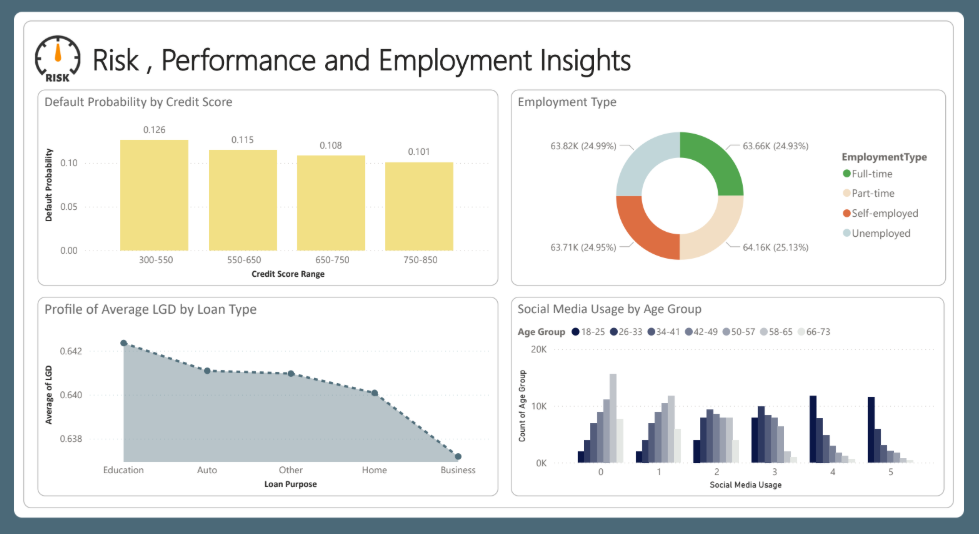 RISK
Risk , Performance and Employment Insights
Default Probability by Credit Score
Default Probability
0.10
0.05
0.00
0.126
0.115
0.108
0.101
300-550
550-650
650-750
750-850
Credit Score Range
Employment Type
63.82K (24.99%)
63.66K (24.93%)
63.71K (24.95%)
64.16K (25.13%)
EmploymentType
Full-time
Part-time
Self-employed
Unemployed
Profile of Average LGD by Loan Type
Average of LGD
0.642
0.640
0.638
Education
Auto
Other
Home
Business
Loan Purpose
Social Media Usage by Age Group
Age Group 18-25 26-33 34-41 42-49 50-57 58-65 66-73
Count of Age Group
20K
10K
0K
0
1
2
3
4
5
Social Media Usage